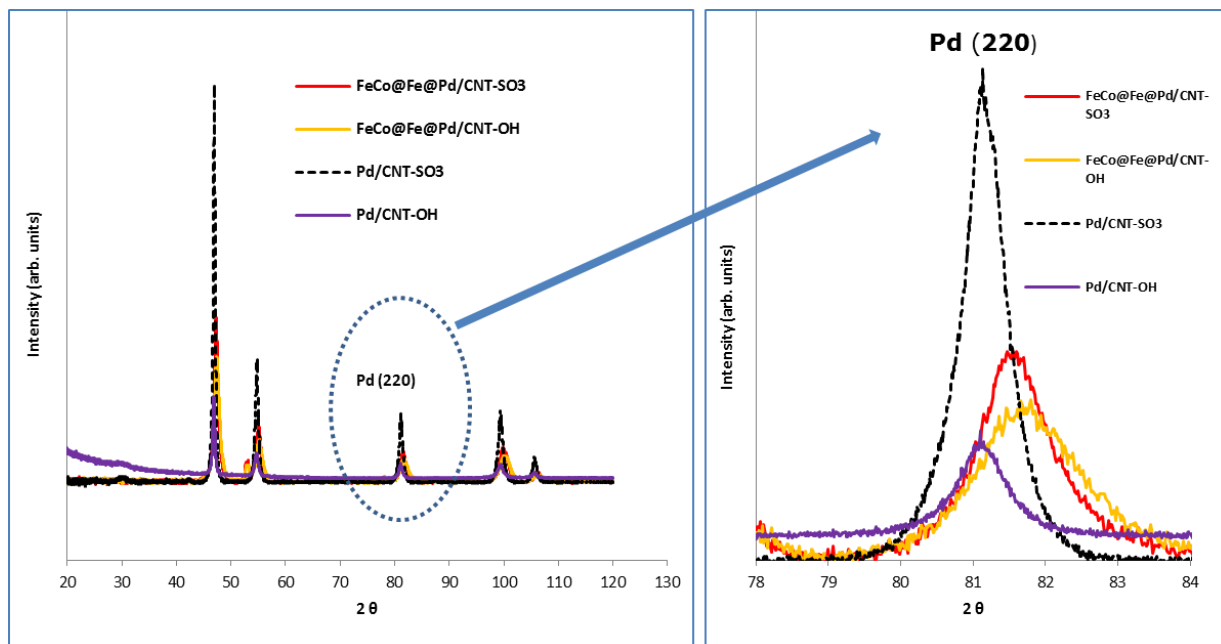 Intensity (arb. units)
FeCo@Fe@Pd/CNT-SO3
FeCo@Fe@Pd/CNT-OH
Pd/CNT-SO3
Pd/CNT-OH
Pd (220)
20 30 40 50 60 70 80 90 100 110 120 130
2 θ
Pd (220)
Intensity (arb. units)
FeCo@Fe@Pd/CNT-
SO3
FeCo@Fe@Pd/CNT-
OH
Pd/CNT-SO3
Pd/CNT-OH
78 79 80 81 82 83 84
2 θ